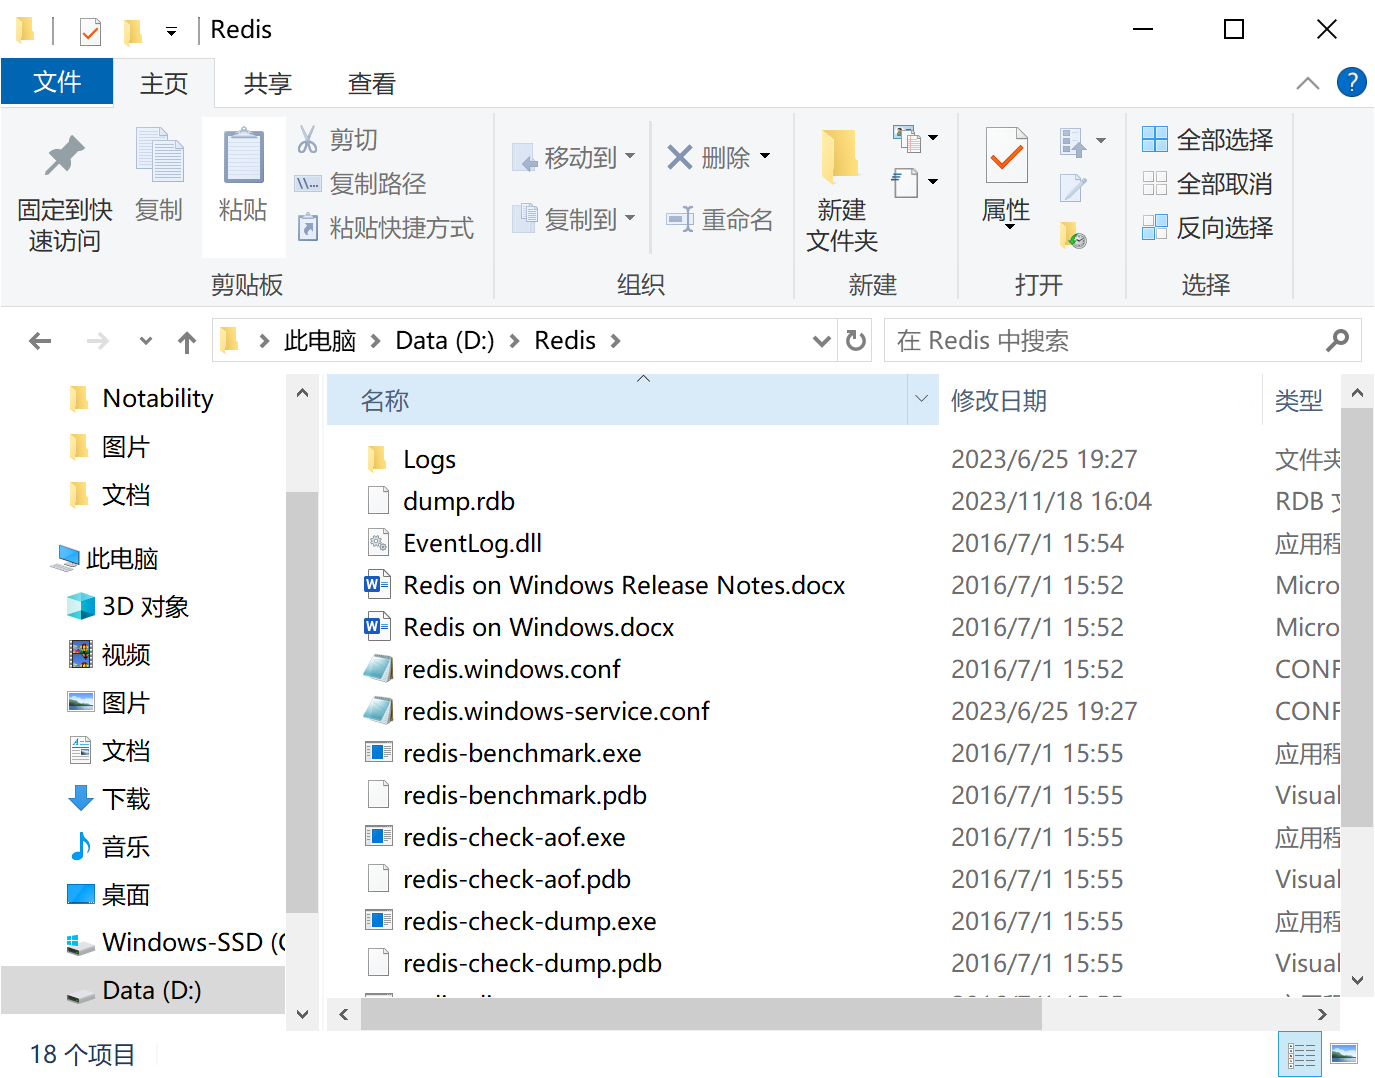 Redis
文件
主页
共享
查看
固定到快
速访问
复制
粘贴
剪切
复制路径
粘贴快捷方式
剪贴板
移动到
复制到
删除
重命名
组织
新建
文件夹
新建
属性
打开
全部选择
全部取消
反向选择
选择
此电脑 Data (D:) Redis
在 Redis 中搜索
Notability
图片
文档
此电脑
3D 对象
视频
图片
文档
下载
音乐
桌面
Windows-SSD (C
Data (D:)
名称 修改日期 类型
Logs 2023/6/25 19:27 文件夹
dump.rdb 2023/11/18 16:04 RDB
EventLog.dll 2016/7/1 15:54 应用程
Redis on Windows Release Notes.docx 2016/7/1 15:52 Micro
Redis on Windows.docx 2016/7/1 15:52 Micro
redis.windows.conf 2016/7/1 15:52 CONF
redis.windows-service.conf 2023/6/25 19:27 CONF
redis-benchmark.exe 2016/7/1 15:55 应用程
redis-benchmark.pdb 2016/7/1 15:55 Visual
redis-check-aof.exe 2016/7/1 15:55 应用程
redis-check-aof.pdb 2016/7/1 15:55 Visual
redis-check-dump.exe 2016/7/1 15:55 应用程
redis-check-dump.pdb 2016/7/1 15:55 Visual
18 个项目